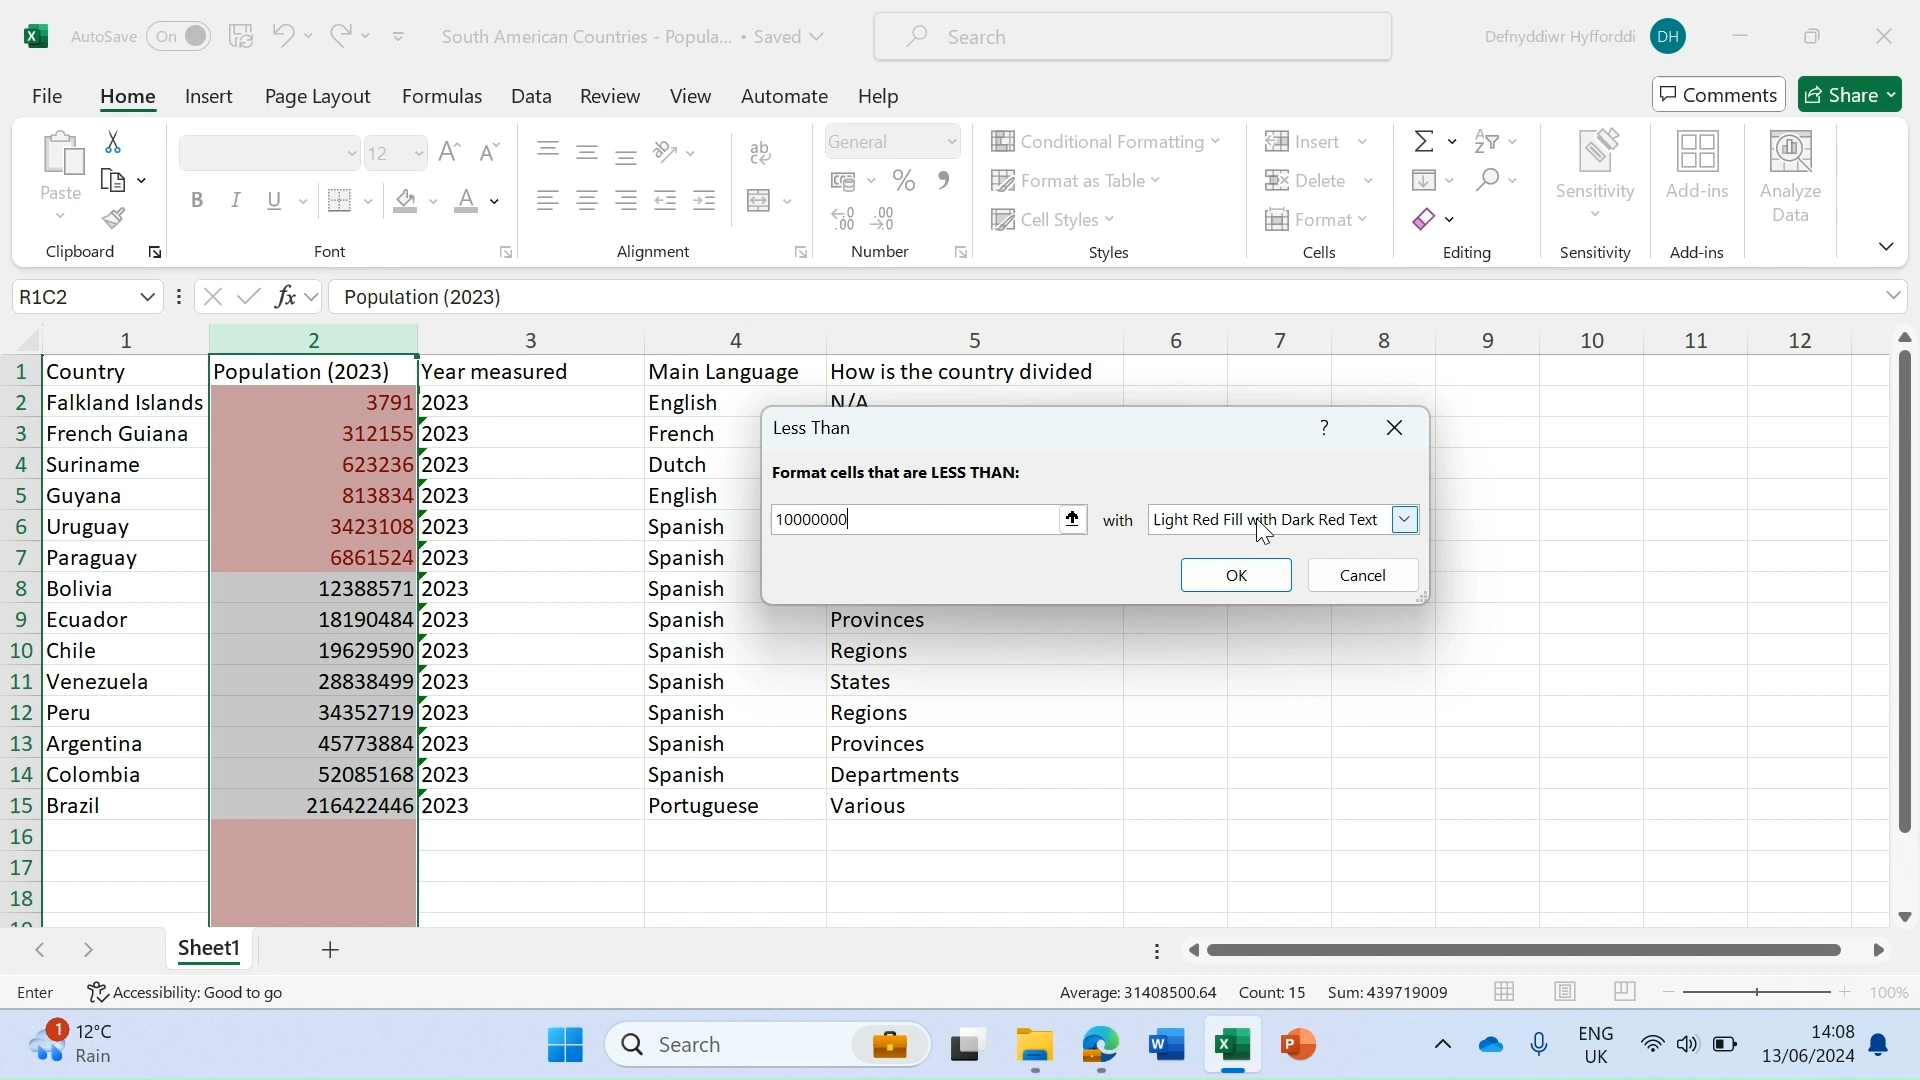 AutoSave On South American Countries - Popula... • Saved Search Defnyddiwr Hyfforddi DH
File Home Insert Page Layout Formulas Data Review View Automate Help Comments Share
Paste
Clipboard
12
B I U A
Font
ab
Alignment
General
% ,
Number
Conditional Formatting
Format as Table
Cell Styles
Styles
Insert
Delete
Format
Cells
Editing
Sensitivity
Sensitivity
Add-ins
Add-ins
Analyze
Data
R1C2 fx Population (2023)
1 2 3 4 5 6 7 8 9 10 11 12
1 Country Population (2023) Year measured Main Language How is the country divided
2 Falkland Islands 3791 2023 English N/A
3 French Guiana 312155 2023 French
4 Suriname 623236 2023 Dutch
5 Guyana 813834 2023 English
6 Uruguay 3423108 2023 Spanish
7 Paraguay 6861524 2023 Spanish
8 Bolivia 12388571 2023 Spanish
9 Ecuador 18190484 2023 Spanish Provinces
10 Chile 19629590 2023 Spanish Regions
11 Venezuela 28838499 2023 Spanish States
12 Peru 34352719 2023 Spanish Regions
13 Argentina 45773884 2023 Spanish Provinces
14 Colombia 52085168 2023 Spanish Departments
15 Brazil 216422446 2023 Portuguese Various
16
17
18
Less Than ?
Format cells that are LESS THAN:
10000000 with Light Red Fill with Dark Red Text
OK Cancel
Sheet1
Enter Accessibility: Good to go Average: 31408500.64 Count: 15 Sum: 439719009 100%
1 12°C
Rain
Search
ENG
UK
14:08
13/06/2024